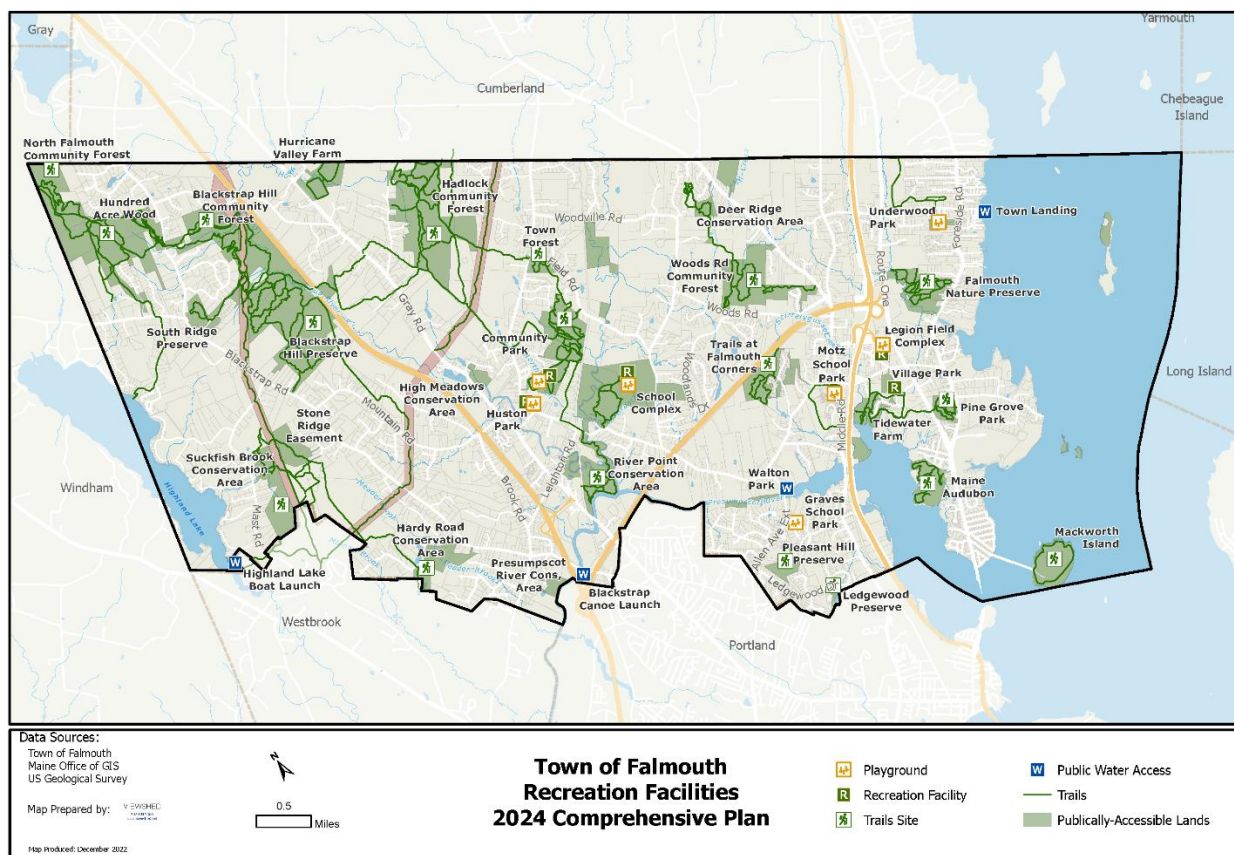 Gray
Yarmouth
Cumberland
Chebeague
Island
North Falmouth
Community Forest
Hurricane
Valley Farm
Hundred
Acre Wood
Blackstrap Hill
Community
Forest
Hadlock
Community
Forest
Woodville Rd
Deer Ridge
Conservation Area
Underwood
Park
Foreside Rd
Town Landing
Town
Forest
Field Rd
Woods Rd
Community
Forest
Route One
Falmouth
Nature Preserve
Gray Rd
Woods Rd
South Ridge
Preserve
Blackstrap
Hill Preserve
Community
Park
Trails at
Falmouth
Corners
Motz
School
Park
Legion Field
Complex
Long Island
Blackstrap Rd
High Meadows
Conservation
Area
Huston
Park
School
Complex
Woodlands
Village Park
Pine Grove
Park
Mountain Rd
Middle Rd
Tidewater
Farm
Stone
Ridge
Easement
Suckfish Brook
Conservation
Area
Leighton Rd
River Point
Conservation
Area
Walton
Park
Maine
Audubon
Windham
Highland Lake
Mast Rd
Brook Rd
Graves
School
Park
Allen Ave Ext
Hardy Road
Conservation
Area
Presumpscot
River Cons,
Area
Pleasant Hill
Preserve
Mackworth
Island
Highland Lake
Boat Launch
Blackstrap
Canoe Launch
Ledgewood
Ledgewood
Preserve
Westbrook
Portland
Data Sources:
Town of Falmouth
Maine Office of GIS
US Geological Survey
Map Prepared by:
Map Produced: December 2022
N
0.5
Miles
Town of Falmouth
Recreation Facilities
2024 Comprehensive Plan
Playground
R Recreation Facility
Trails Site
W Public Water Access
Trails
Publically-Accessible Lands